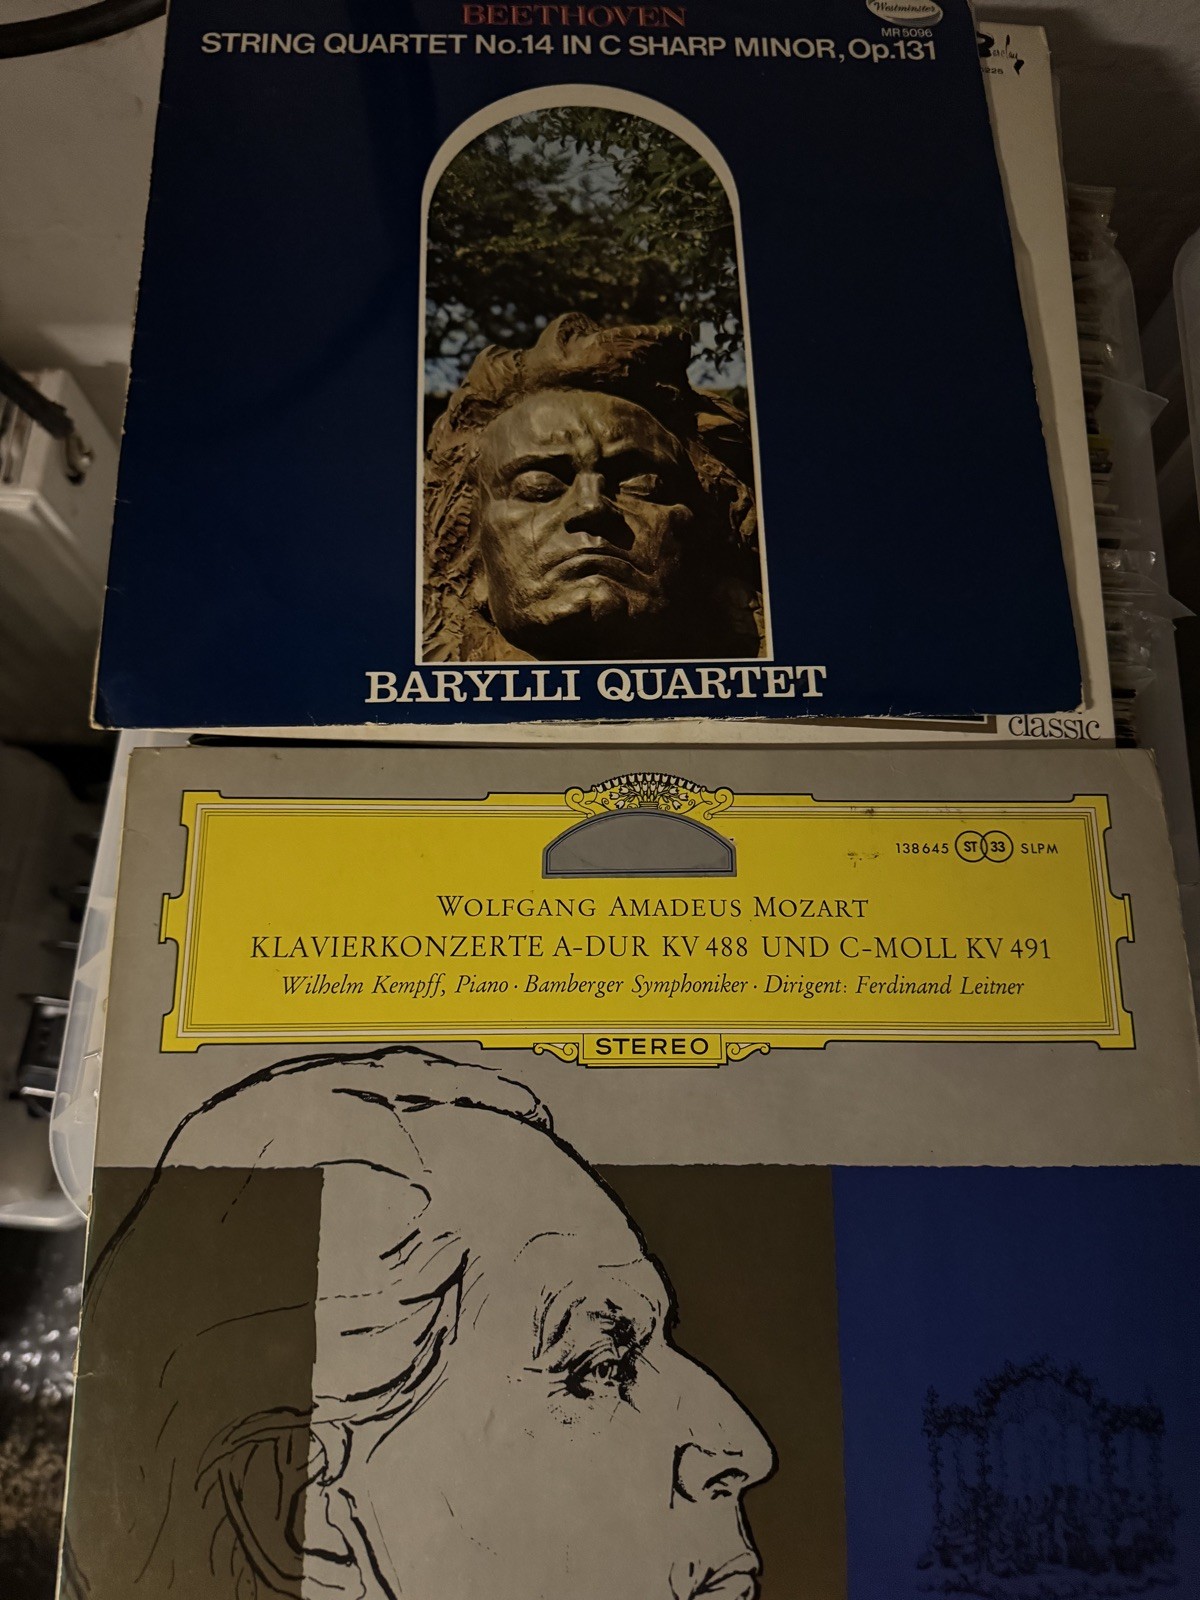 BEETHOVEN
Westminster
MR 5096
STRING QUARTET No.14 IN C SHARP MINOR, Op.131
BARYLLI QUARTET
classic
138645 ST 33 SLPM
WOLFGANG AMADEUS MOZART
KLAVIERKONZERTE A-DUR KV 488 UND C-MOLL KV 491
Wilhelm Kempff, Piano · Bamberger Symphoniker · Dirigent: Ferdinand Leitner
STEREO